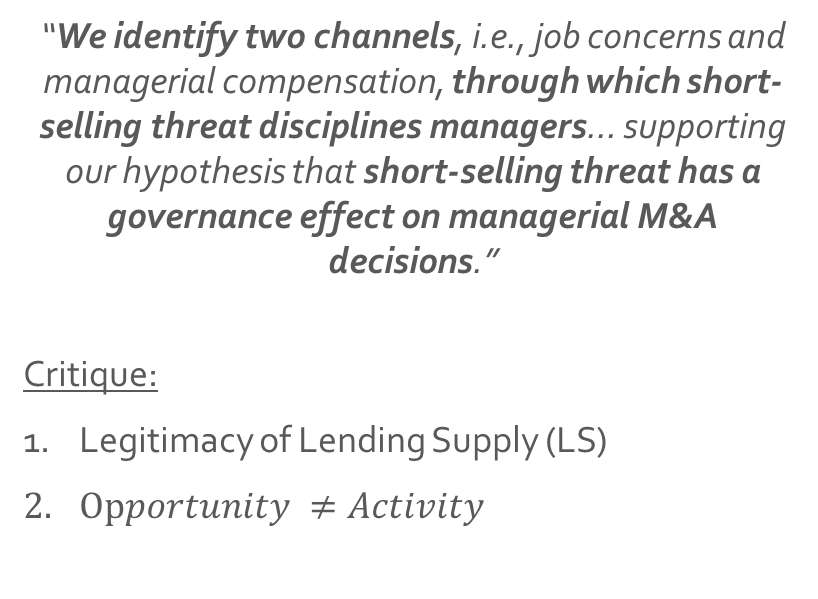 “We identify two channels, i.e., job concerns and
managerial compensation, through which short-
selling threat disciplines managers... supporting
our hypothesis that short-selling threat has a
governance effect on managerial M&A
decisions.”
Critique:
1. Legitimacy of Lending Supply (LS)
2. Opportunity ≠ Activity